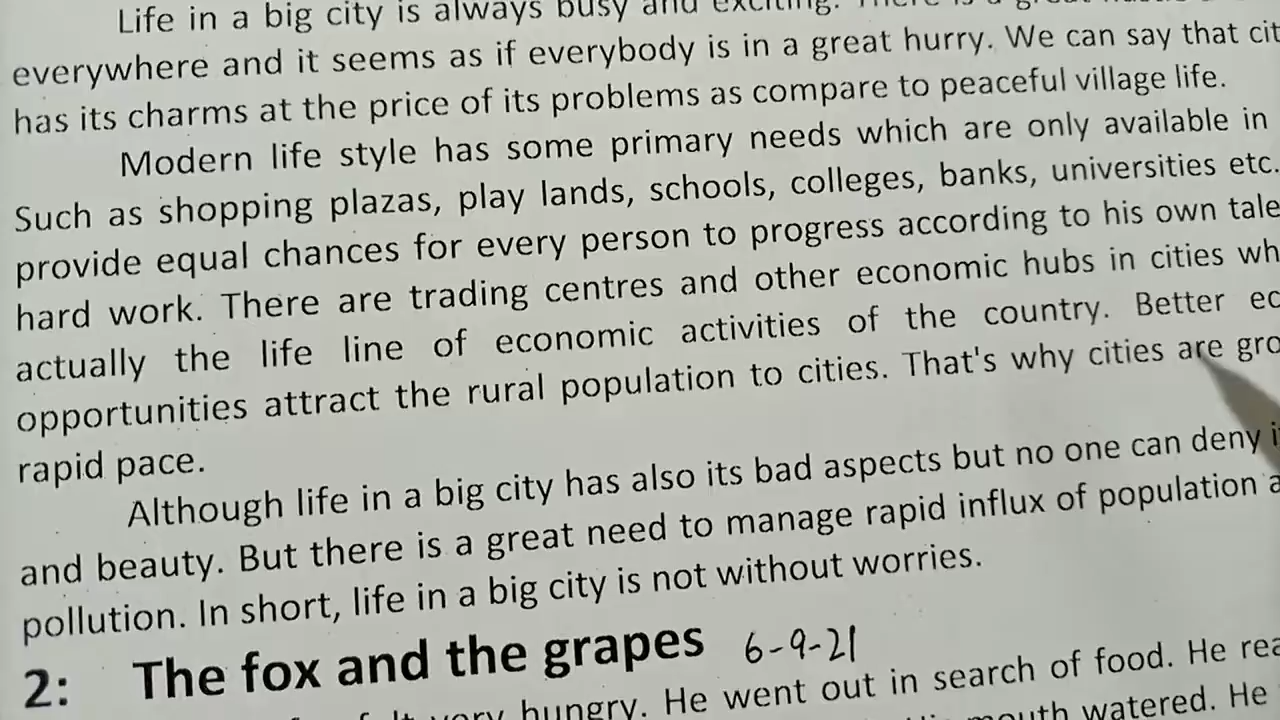 Life in a big city is always busy and exciting. There is a great
everywhere and it seems as if everybody is in a great hurry. We can say that
has its charms at the price of its problems as compare to peaceful village life.
Modern life style has some primary needs which are only available in
Such as shopping plazas, play lands, schools, colleges, banks, universities etc.
provide equal chances for every person to progress according to his own
hard work. There are trading centres and other economic hubs in cities
actually the life line of economic activities of the country. Better
opportunities attract the rural population to cities. That's why cities are
rapid pace.
Although life in a big city has also its bad aspects but no one can deny
and beauty. But there is a great need to manage rapid influx of population
pollution. In short, life in a big city is not without worries.
2: The fox and the grapes 6-9-21
very hungry. He went out in search of food. He
mouth watered. He